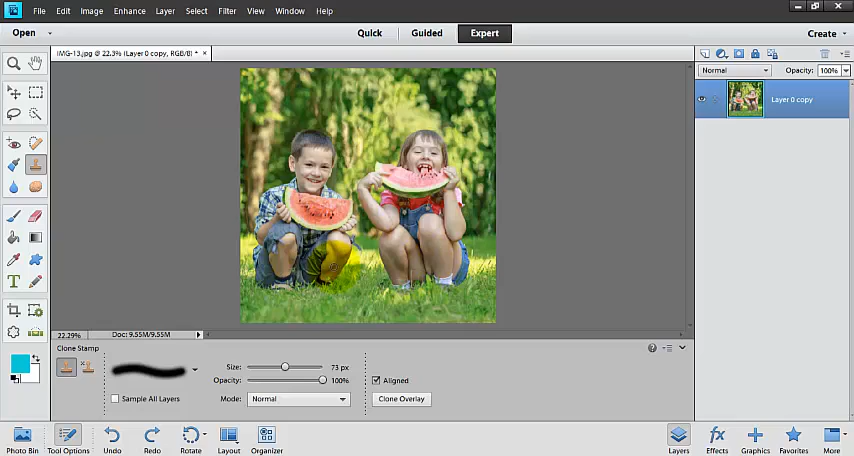 File Edit Image Enhance Layer Select Filter View Window Help
Open Quick Guided Expert Create
IMG-13.jpg @ 22.3% (Layer 0 copy, RGB/8) * ×
Normal Opacity: 100%
Layer 0 copy
22.29% Doc: 9.55M/9.55M
Clone Stamp
Size: 73 px
Opacity: 100%
Aligned
Sample All Layers Mode: Normal Clone Overlay
Photo Bin Tool Options Undo Redo Rotate Layout Organizer Layers Effects Graphics Favorites More